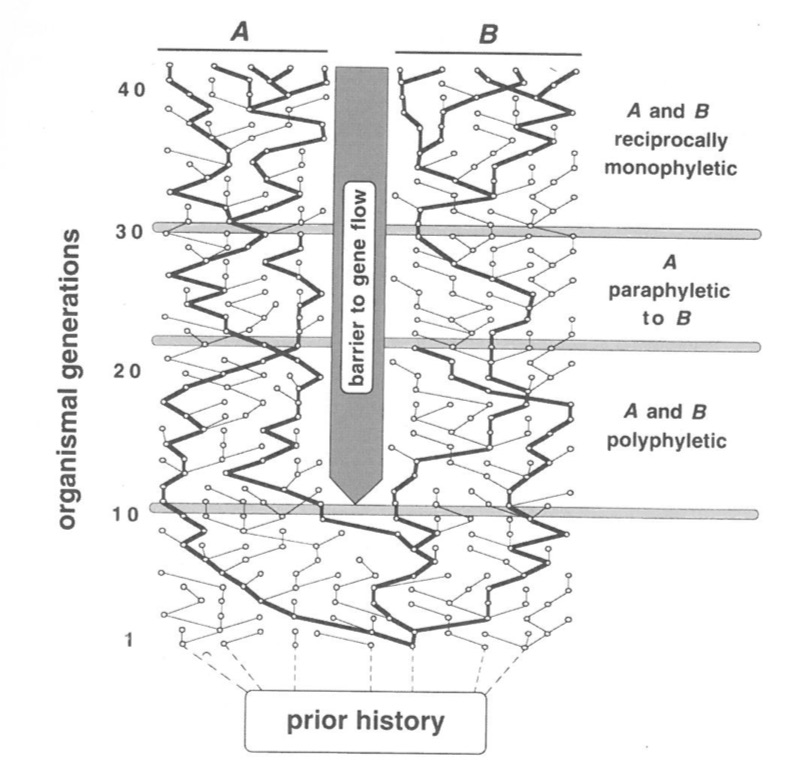 A
B
40
A and B
reciprocally
monophyletic
30
A
paraphyletic
to B
20
A and B
polyphyletic
10
1
organismal generations
barrier to gene flow
prior history